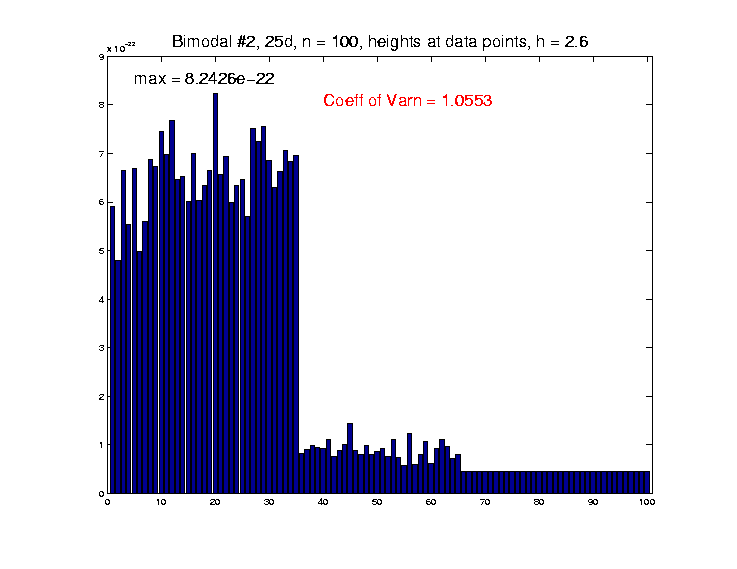 Bimodal #2, 25d, n = 100, heights at data points, h = 2.6
x 10^-22
max = 8.2426e-22
Coeff of Varn = 1.0553
9
8
7
6
5
4
3
2
1
0
0 10 20 30 40 50 60 70 80 90 100